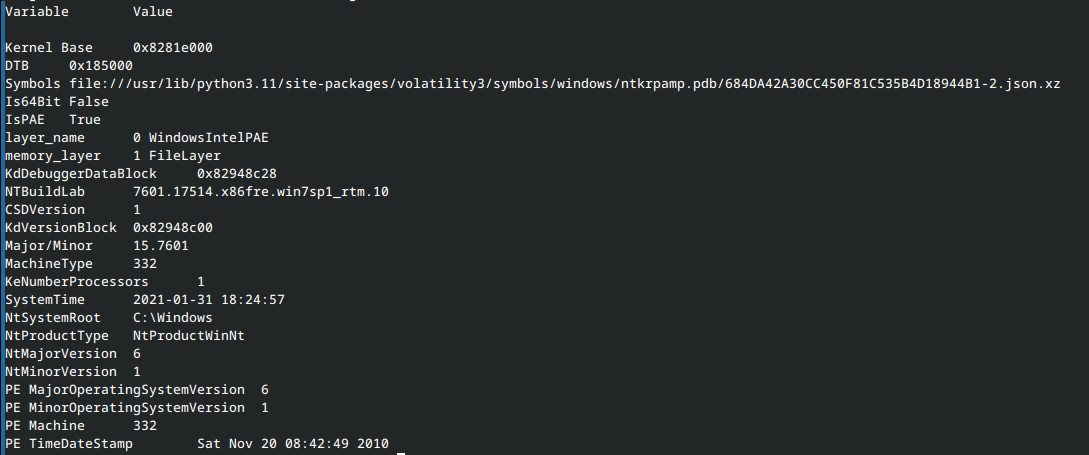 Variable Value
Kernel Base 0x8281e000
DTB 0x185000
Symbols file:///usr/lib/python3.11/site-packages/volatility3/symbols/windows/ntkrpamp.pdb/684DA42A30CC450F81C535B4D18944B1-2.json.xz
Is64Bit False
IsPAE True
layer_name 0 WindowsIntelPAE
memory_layer 1 FileLayer
KdDebuggerDataBlock 0x82948c28
NTBuildLab 7601.17514.x86fre.win7sp1_rtm.10
CSDVersion 1
KdVersionBlock 0x82948c00
Major/Minor 15.7601
MachineType 332
KeNumberProcessors 1
SystemTime 2021-01-31 18:24:57
NtSystemRoot C:\Windows
NtProductType NtProductWinNt
NtMajorVersion 6
NtMinorVersion 1
PE MajorOperatingSystemVersion 6
PE MinorOperatingSystemVersion 1
PE Machine 332
PE TimeDateStamp Sat Nov 20 08:42:49 2010